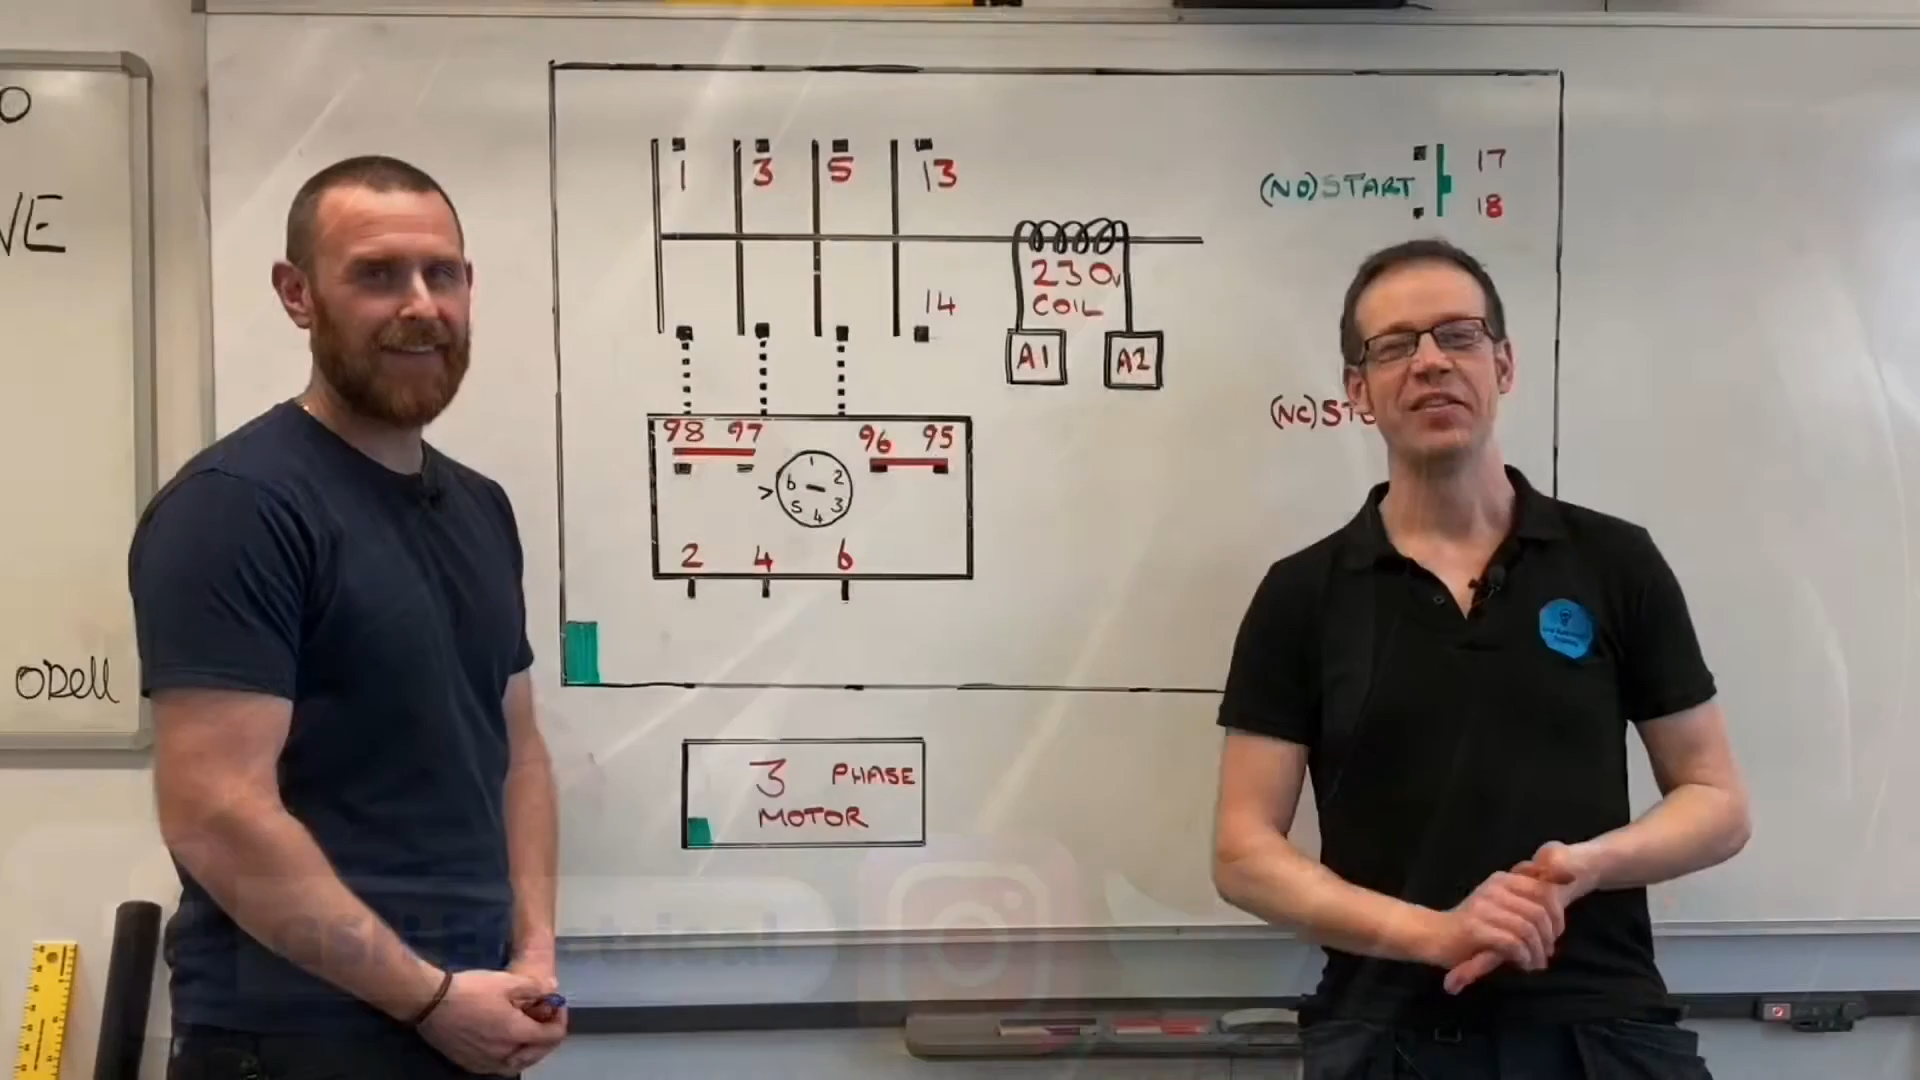 O
VE
ODell
1 3 5 13
14
230v
COIL
A1 A2
(NO) START
17
18
(NC) STO
98 97 96 95
1
2
3
4
5
6
>
2 4 6
3 PHASE
MOTOR